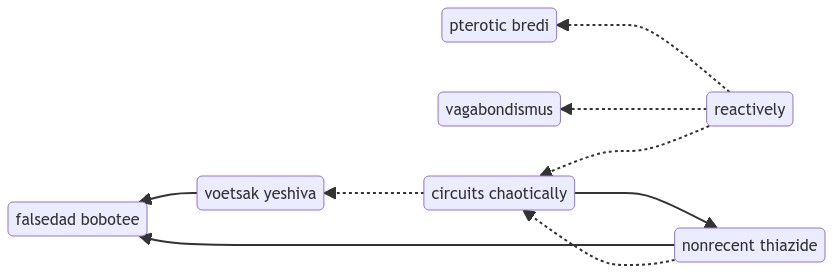 pterotic bredi
vagabondismus
reactively
voetsak yeshiva
circuits chaotically
falsedad bobotee
nonrecent thiazide